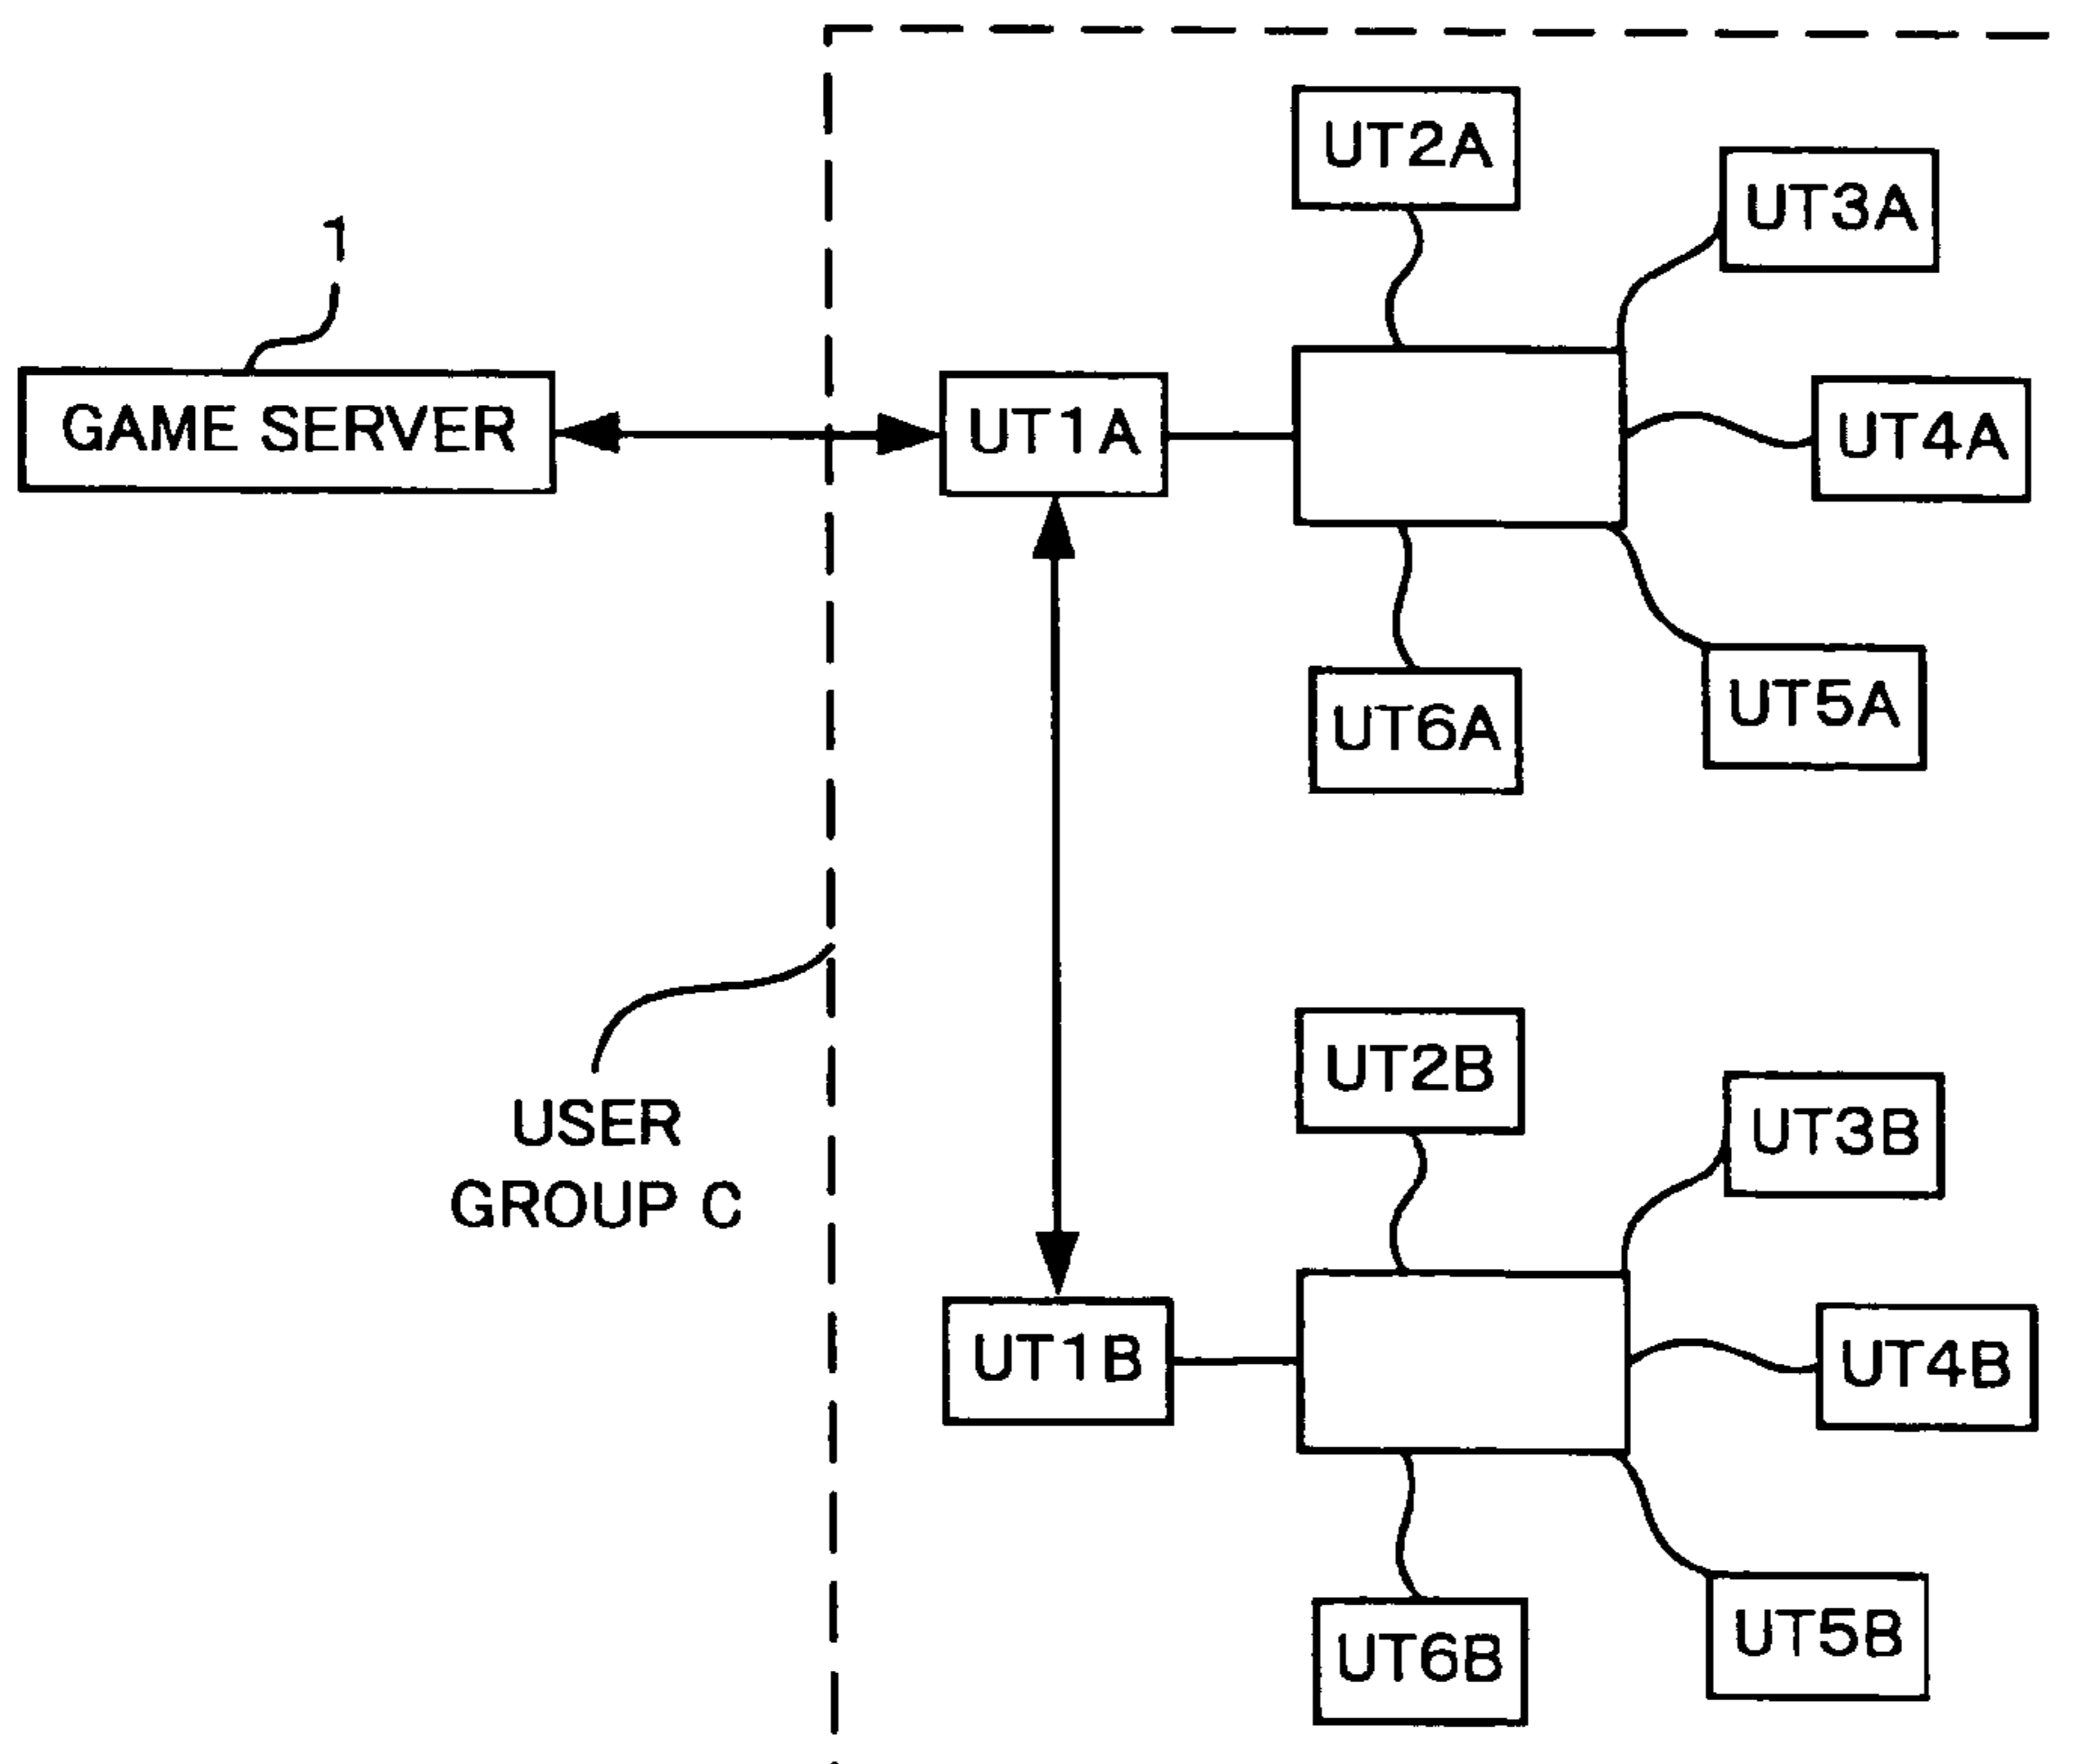 1
GAME SERVER
UT1A
UT2A
UT3A
UT4A
UT5A
UT6A
USER
GROUP C
UT1B
UT2B
UT3B
UT4B
UT5B
UT6B